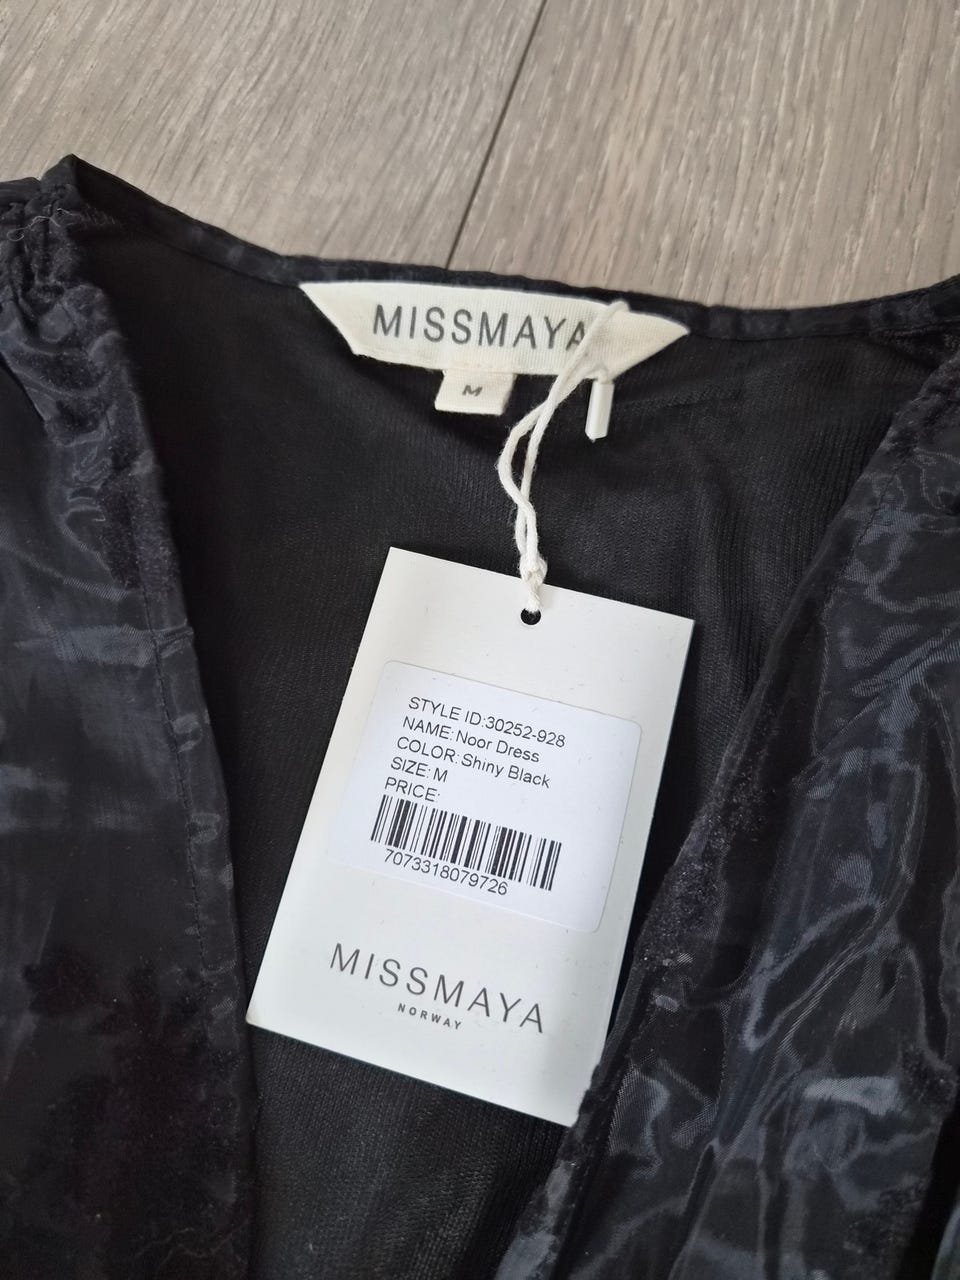 MISSMAYA
M
STYLE ID:30252-928
NAME: Noor Dress
COLOR: Shiny Black
SIZE: M
PRICE:
7073318079726
MISSMAYA
NORWAY